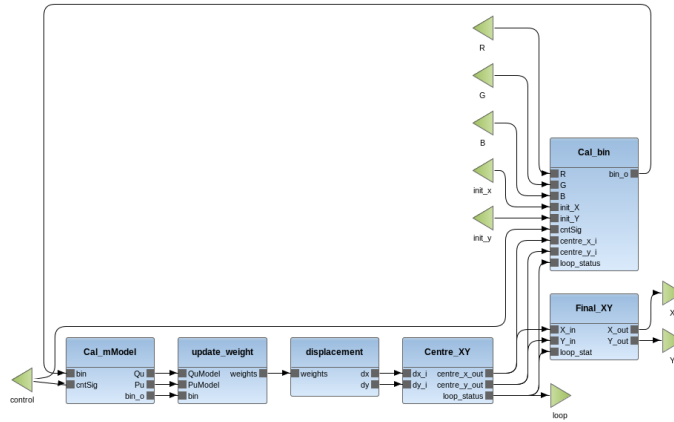 R
G
B
init_x
init_y
Cal_bin
R bin_o
G
B
init_X
init_Y
cntSig
centre_x_i
centre_y_i
loop_status
Final_XY
X_in X_out
Y_in Y_out
loop_stat
X
Y
Cal_mModel
bin Qu
cntSig Pu
bin_o
update_weight
QuModel weights
PuModel
bin
displacement
weights dx
dy
Centre_XY
dx_i centre_x_out
dy_i centre_y_out
loop_status
control
loop